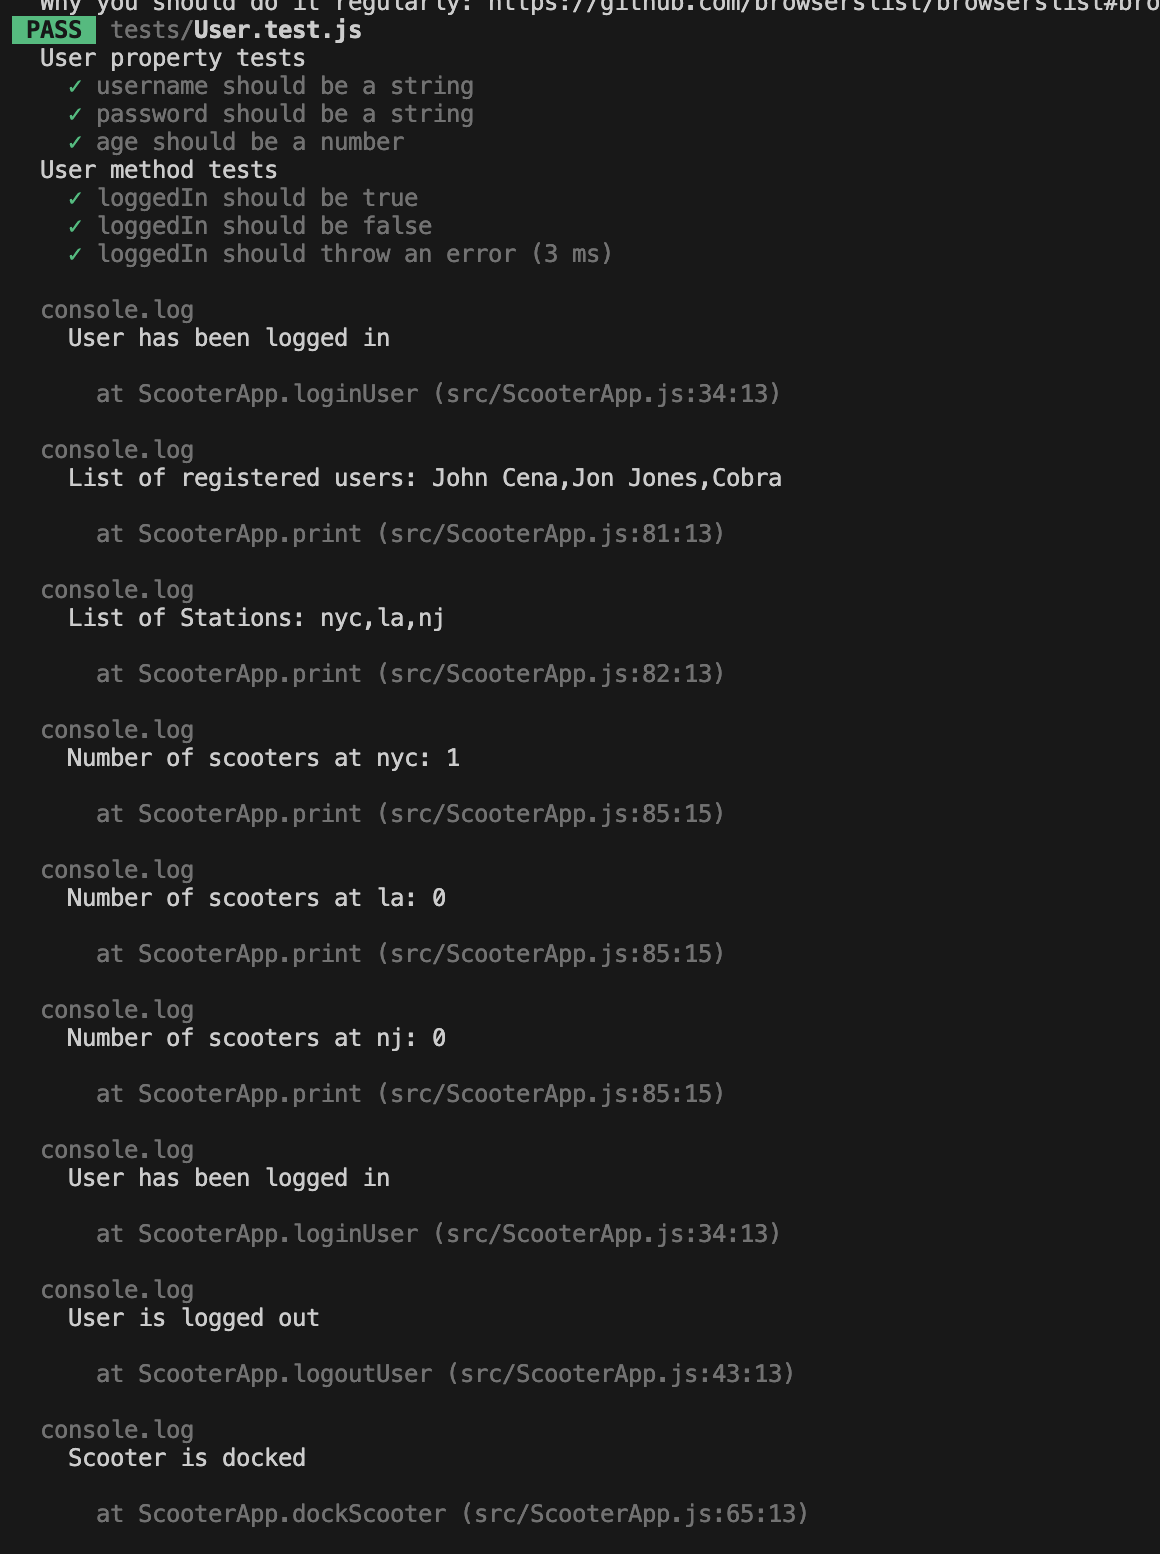 Why you should do it regularly: https://github.com/browserslist/browserslist#bro
PASS tests/User.test.js
User property tests
✓ username should be a string
✓ password should be a string
✓ age should be a number
User method tests
✓ loggedIn should be true
✓ loggedIn should be false
✓ loggedIn should throw an error (3 ms)
console.log
User has been logged in
at ScooterApp.loginUser (src/ScooterApp.js:34:13)
console.log
List of registered users: John Cena,Jon Jones,Cobra
at ScooterApp.print (src/ScooterApp.js:81:13)
console.log
List of Stations: nyc,la,nj
at ScooterApp.print (src/ScooterApp.js:82:13)
console.log
Number of scooters at nyc: 1
at ScooterApp.print (src/ScooterApp.js:85:15)
console.log
Number of scooters at la: 0
at ScooterApp.print (src/ScooterApp.js:85:15)
console.log
Number of scooters at nj: 0
at ScooterApp.print (src/ScooterApp.js:85:15)
console.log
User has been logged in
at ScooterApp.loginUser (src/ScooterApp.js:34:13)
console.log
User is logged out
at ScooterApp.logoutUser (src/ScooterApp.js:43:13)
console.log
Scooter is docked
at ScooterApp.dockScooter (src/ScooterApp.js:65:13)